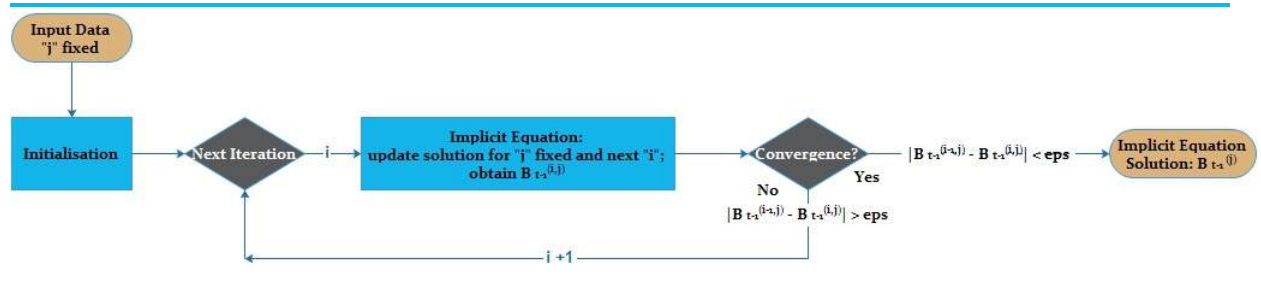 Input Data
"j" fixed
Initialisation
Next Iteration
i
Implicit Equation:
update solution for "j" fixed and next "i";
obtain B t-1^(i,j)
Convergence?
|B t-1^(i-1,j) - B t-1^(i,j)| < eps
Yes
No
|B t-1^(i-1,j) - B t-1^(i,j)| > eps
Implicit Equation
Solution: B t-1^(j)
i +1